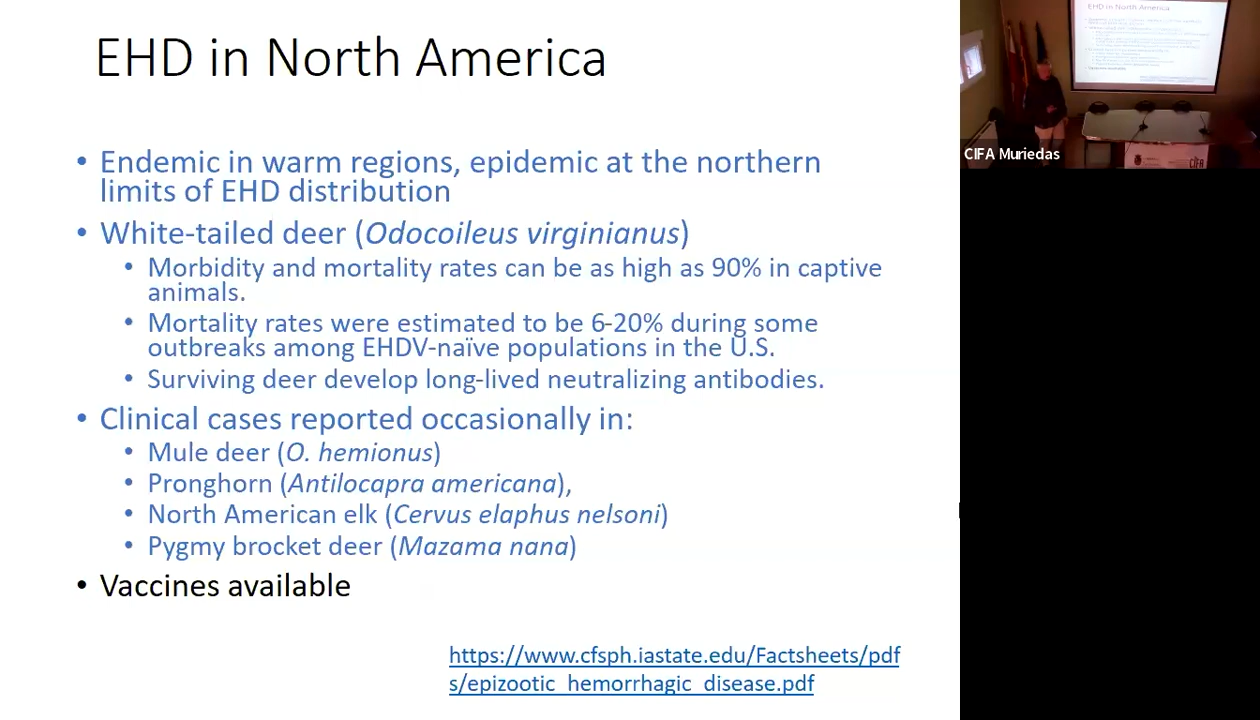 EHD in North America
• Endemic in warm regions, epidemic at the northern
limits of EHD distribution
• White-tailed deer (Odocoileus virginianus)
• Morbidity and mortality rates can be as high as 90% in captive
animals.
• Mortality rates were estimated to be 6-20% during some
outbreaks among EHDV-naïve populations in the U.S.
• Surviving deer develop long-lived neutralizing antibodies.
• Clinical cases reported occasionally in:
• Mule deer (O. hemionus)
• Pronghorn (Antilocapra americana),
• North American elk (Cervus elaphus nelsoni)
• Pygmy brocket deer (Mazama nana)
• Vaccines available
https://www.cfsph.iastate.edu/Factsheets/pdf
s/epizootic_hemorrhagic_disease.pdf
EHD in North America
CIFA Muriedas